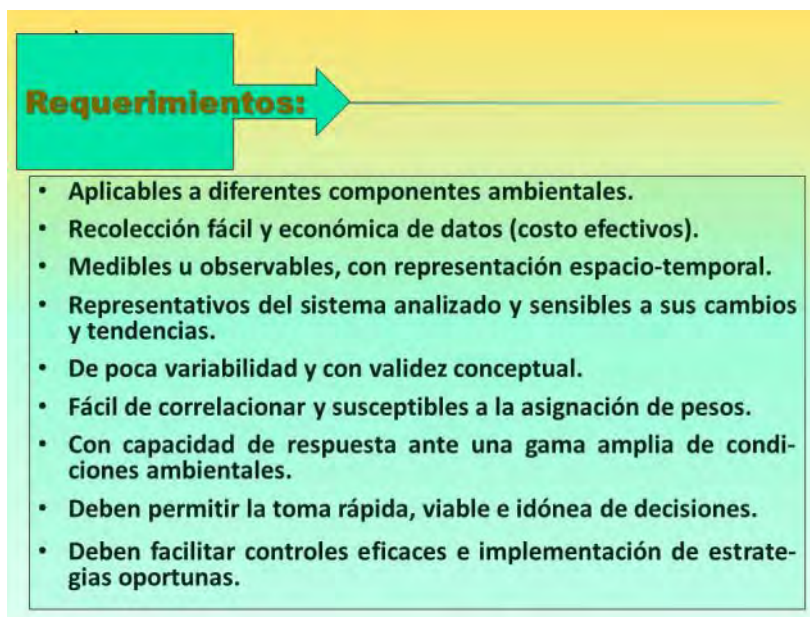 Requerimientos:
• Aplicables a diferentes componentes ambientales.
• Recolección fácil y económica de datos (costo efectivos).
• Medibles u observables, con representación espacio-temporal.
• Representativos del sistema analizado y sensibles a sus cambios
y tendencias.
• De poca variabilidad y con validez conceptual.
• Fácil de correlacionar y susceptibles a la asignación de pesos.
• Con capacidad de respuesta ante una gama amplia de condi-
ciones ambientales.
• Deben permitir la toma rápida, viable e idónea de decisiones.
• Deben facilitar controles eficaces e implementación de estrate-
gias oportunas.